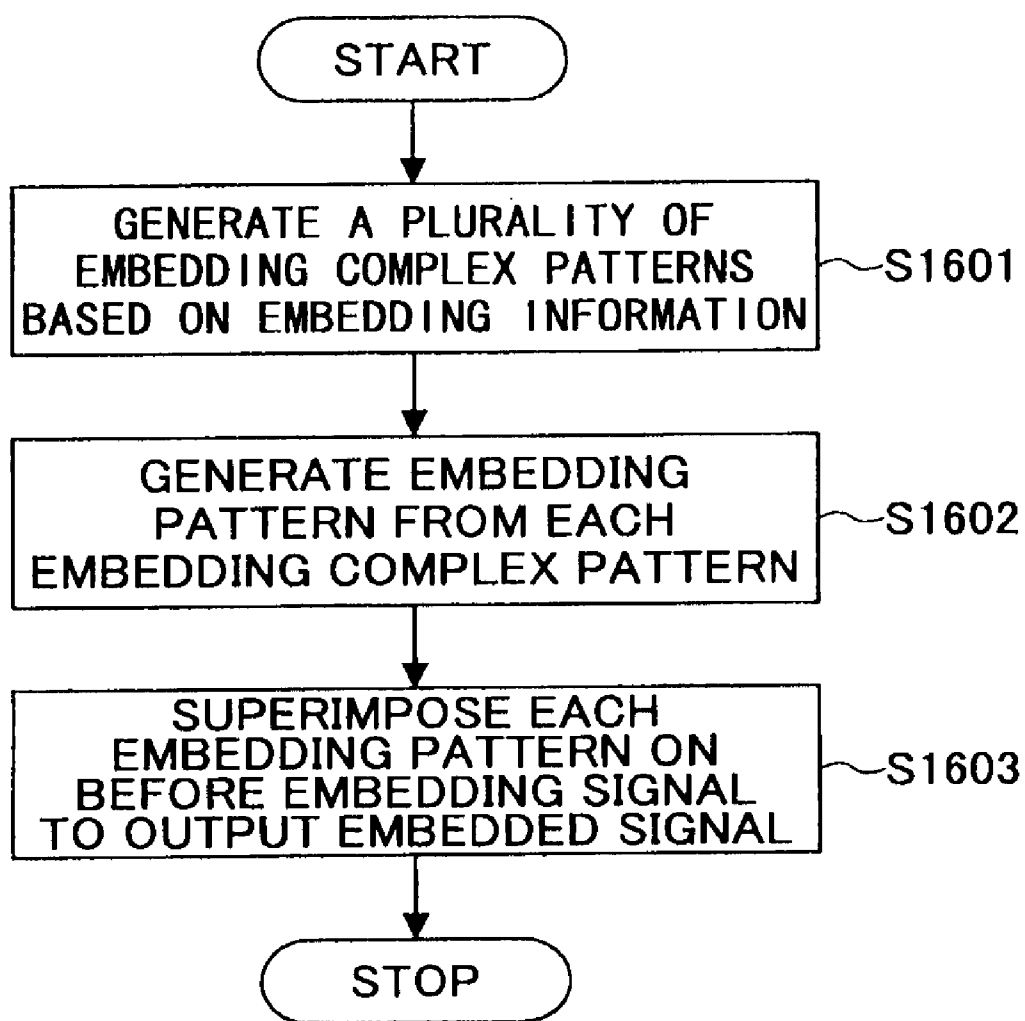 START
GENERATE A PLURALITY OF
EMBEDDING COMPLEX PATTERNS
BASED ON EMBEDDING INFORMATION
S1601
GENERATE EMBEDDING
PATTERN FROM EACH
EMBEDDING COMPLEX PATTERN
S1602
SUPERIMPOSE EACH
EMBEDDING PATTERN ON
BEFORE EMBEDDING SIGNAL
TO OUTPUT EMBEDDED SIGNAL
S1603
STOP